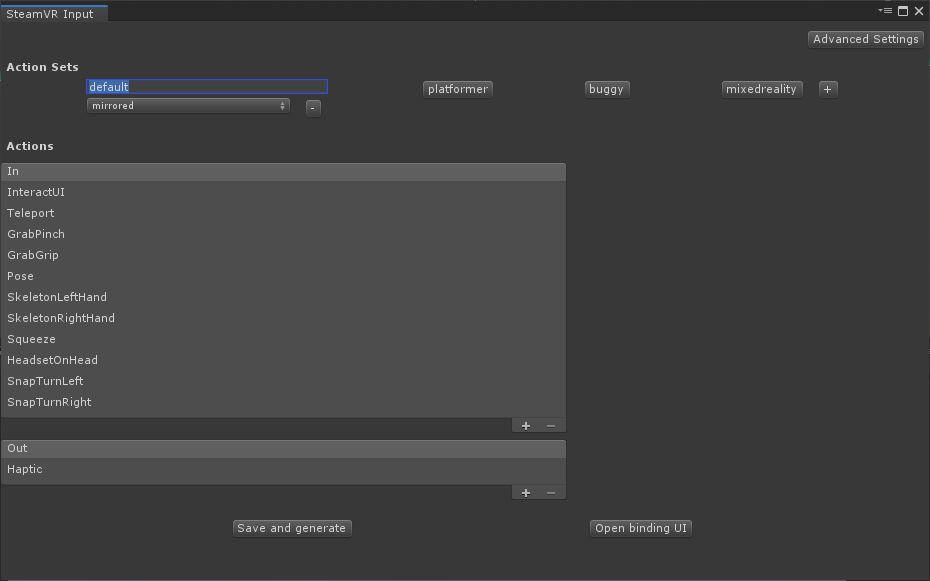 SteamVR Input
Advanced Settings
Action Sets
default
platformer
buggy
mixedreality
+
mirrored
-
Actions
In
InteractUI
Teleport
GrabPinch
GrabGrip
Pose
SkeletonLeftHand
SkeletonRightHand
Squeeze
HeadsetOnHead
SnapTurnLeft
SnapTurnRight
+ −
Out
Haptic
+ −
Save and generate
Open binding UI